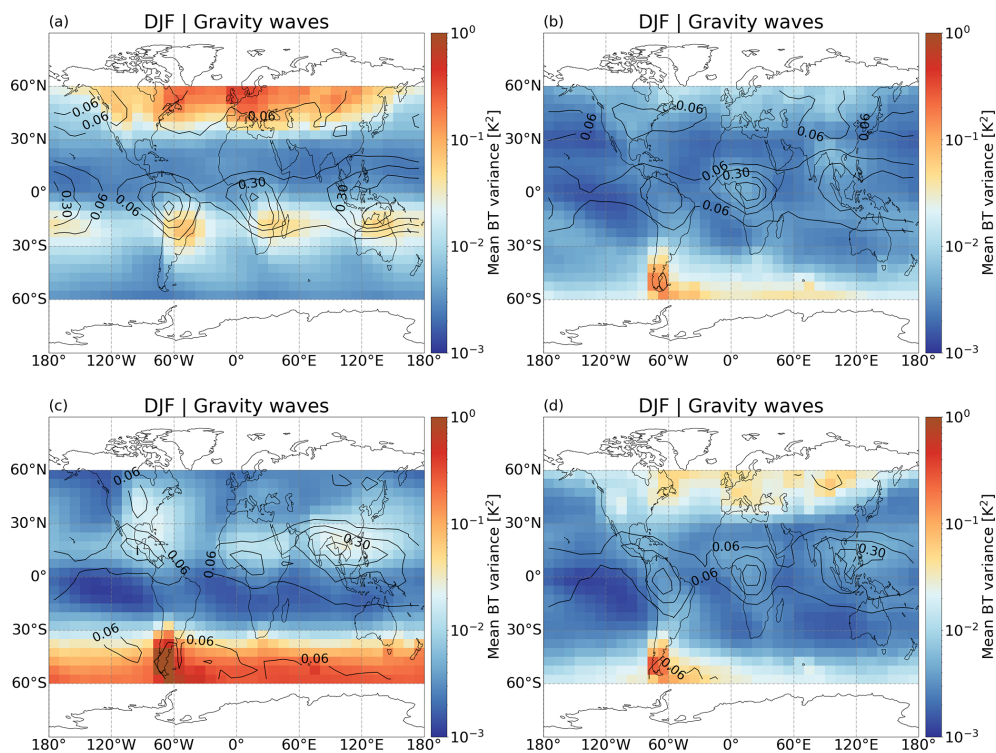 (a) DJF | Gravity waves
60°N
30°N
0°
30°S
60°S
180° 120°W 60°W 0° 60°E 120°E 180°
0.06
0.06
0.06
0.30
0.30
0.30
0.06
0.06
10⁰
10⁻¹
10⁻²
10⁻³
Mean BT variance [K²]
(b) DJF | Gravity waves
60°N
30°N
0°
30°S
60°S
180° 120°W 60°W 0° 60°E 120°E 180°
0.06
0.06
0.06
0.30
0.06
0.06
10⁰
10⁻¹
10⁻²
10⁻³
Mean BT variance [K²]
(c) DJF | Gravity waves
60°N
30°N
0°
30°S
60°S
180° 120°W 60°W 0° 60°E 120°E 180°
0.06
0.30
0.06
0.06
0.06
0.06
0.06
10⁰
10⁻¹
10⁻²
10⁻³
Mean BT variance [K²]
(d) DJF | Gravity waves
60°N
30°N
0°
30°S
60°S
180° 120°W 60°W 0° 60°E 120°E 180°
0.06
0.30
0.06
0.06
10⁰
10⁻¹
10⁻²
10⁻³
Mean BT variance [K²]